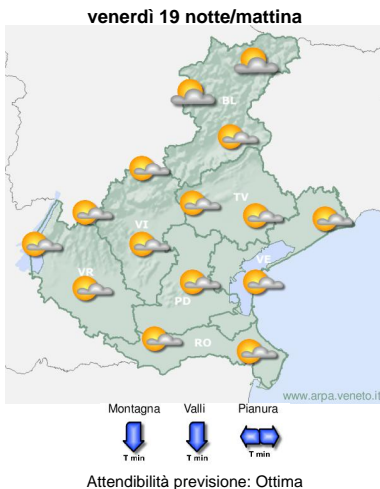 venerdì 19 notte/mattina
BL
TV
VI
VE
VR
PD
RO
www.arpa.veneto.it
Montagna Valli Pianura
T min T min T min
Attendibilità previsione: Ottima